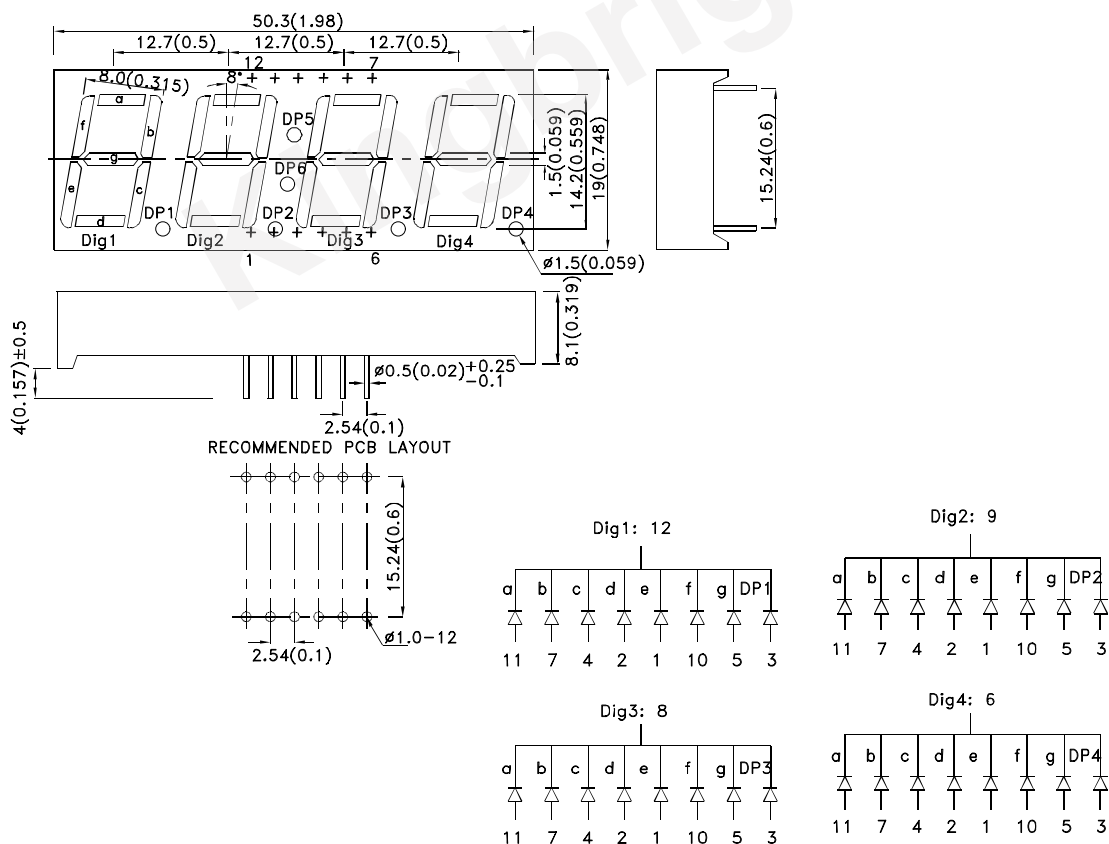 50.3(1.98)
12.7(0.5) 12.7(0.5) 12.7(0.5)
12 7
8.0(0.315) 8°
a
f b
g
e c
d
DP5
DP6
DP1 DP2 DP3 DP4
Dig1 Dig2 Dig3 Dig4
1 6
1.5(0.059)
14.2(0.559)
19(0.748)
ø1.5(0.059)
15.24(0.6)
Kingbright
8.1(0.319)
4(0.157)±0.5
ø0.5(0.02)+0.25
-0.1
2.54(0.1)
RECOMMENDED PCB LAYOUT
15.24(0.6)
ø1.0-12
2.54(0.1)
Dig1: 12
a b c d e f g DP1
11 7 4 2 1 10 5 3
Dig2: 9
a b c d e f g DP2
11 7 4 2 1 10 5 3
Dig3: 8
a b c d e f g DP3
11 7 4 2 1 10 5 3
Dig4: 6
a b c d e f g DP4
11 7 4 2 1 10 5 3